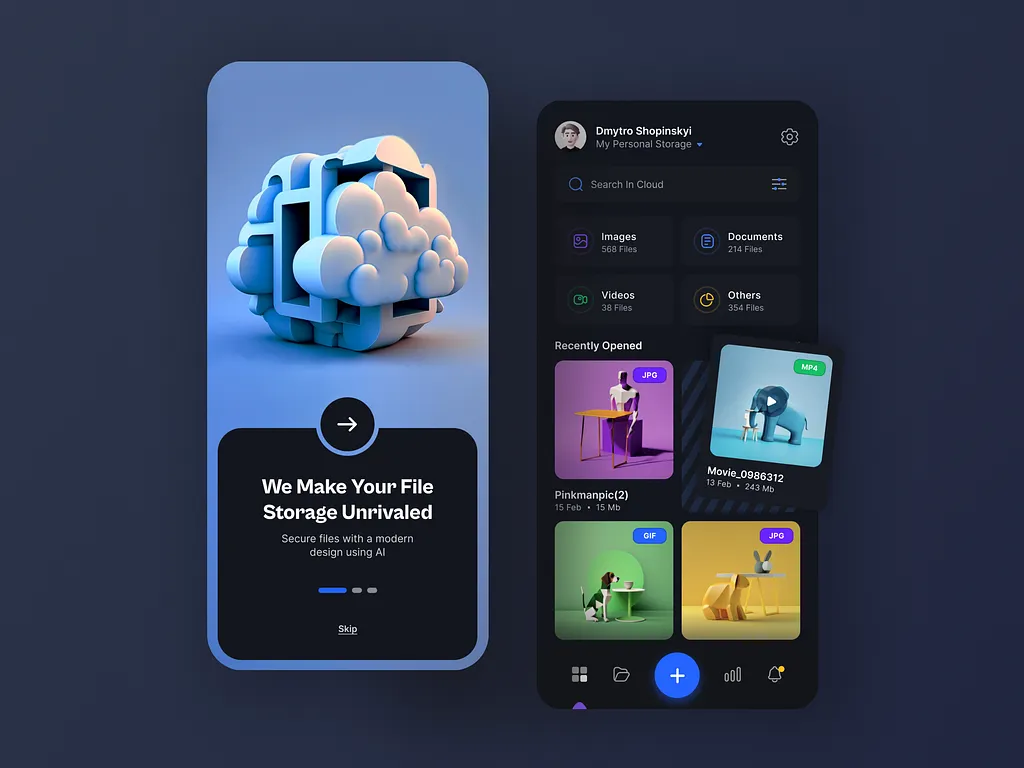 We Make Your File
Storage Unrivaled
Secure files with a modern
design using AI
Skip
Dmytro Shopinskyi
My Personal Storage
Search In Cloud
Images
568 Files
Documents
214 Files
Videos
38 Files
Others
354 Files
Recently Opened
JPG
Pinkmanpic(2)
15 Feb • 15 Mb
MP4
Movie_0986312
13 Feb • 243 Mb
GIF
JPG